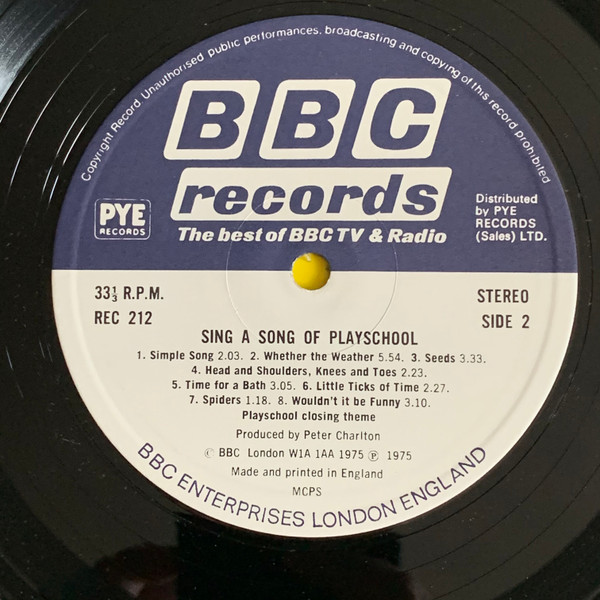 Copyright Record. Unauthorised public performances, broadcasting and copying of this record prohibited
BBC
records
The best of BBC TV & Radio
PYE
RECORDS
Distributed
by PYE
RECORDS
(Sales) LTD.
33⅓ R.P.M.
REC 212
STEREO
SIDE 2
SING A SONG OF PLAYSCHOOL
1. Simple Song 2.03. 2. Whether the Weather 5.54. 3. Seeds 3.33.
4. Head and Shoulders, Knees and Toes 2.23.
5. Time for a Bath 3.05. 6. Little Ticks of Time 2.27.
7. Spiders 1.18. 8. Wouldn't it be Funny 3.10.
Playschool closing theme
Produced by Peter Charlton
© BBC London W1A 1AA 1975 ℗ 1975
Made and printed in England
MCPS
BBC ENTERPRISES LONDON ENGLAND